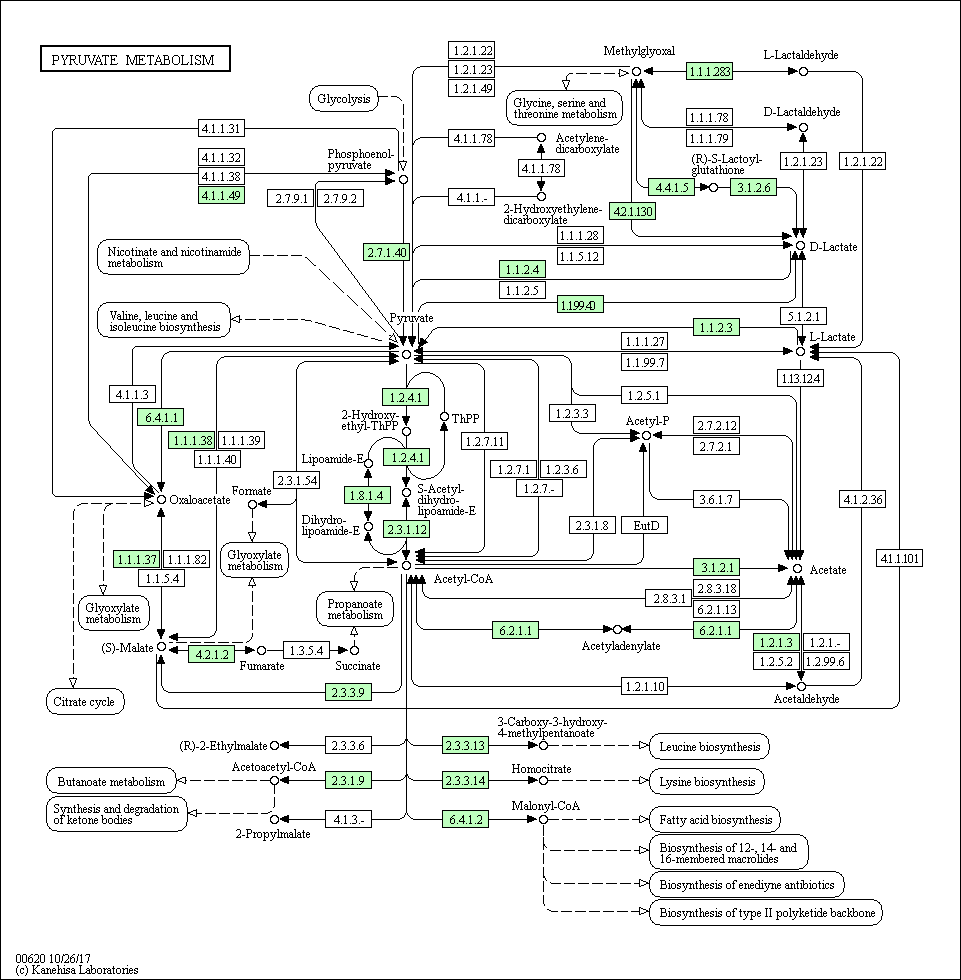 PYRUVATE METABOLISM
1.2.1.22
1.2.1.23
1.2.1.49
Methylglyoxal
1.1.1.283
L-Lactaldehyde
Glycolysis
Glycine, serine and
threonine metabolism
4.1.1.31
1.1.1.78
1.1.1.79
D-Lactaldehyde
4.1.1.32
4.1.1.38
4.1.1.49
Phosphoenol-
pyruvate
4.1.1.78
Acetylene-
dicarboxylate
4.1.1.78
(R)-S-Lactoyl-
glutathione
1.2.1.23
1.2.1.22
2.7.9.1
2.7.9.2
4.1.1.-
2-Hydroxyethylene-
dicarboxylate
4.4.1.5
3.1.2.6
4.2.1.130
Nicotinate and nicotinamide
metabolism
2.7.1.40
1.1.1.28
1.1.5.12
D-Lactate
1.1.2.4
1.1.2.5
1.1.99.40
Valine, leucine and
isoleucine biosynthesis
Pyruvate
5.1.2.1
1.1.2.3
L-Lactate
1.1.1.27
1.1.99.7
1.13.12.4
4.1.1.3
6.4.1.1
1.1.1.38
1.1.1.39
1.1.1.40
1.2.4.1
2-Hydroxy-
ethyl-ThPP
ThPP
1.2.3.3
1.2.5.1
Acetyl-P
2.7.2.12
2.7.2.1
1.2.7.11
Lipoamide-E
1.2.4.1
1.2.7.1
1.2.3.6
1.2.7.-
2.3.1.54
Formate
Oxaloacetate
1.8.1.4
S-Acetyl-
dihydro-
lipoamide-E
3.6.1.7
4.1.2.36
Dihydro-
lipoamide-E
2.3.1.12
2.3.1.8
EutD
1.1.1.37
1.1.1.82
1.1.5.4
Glyoxylate
metabolism
4.1.1.101
Acetyl-CoA
3.1.2.1
Acetate
2.8.3.18
2.8.3.1
6.2.1.13
Glyoxylate
metabolism
Propanoate
metabolism
6.2.1.1
6.2.1.1
Acetyladenylate
(S)-Malate
4.2.1.2
Fumarate
1.3.5.4
Succinate
1.2.1.3
1.2.1.-
1.2.5.2
1.2.99.6
Citrate cycle
2.3.3.9
1.2.1.10
Acetaldehyde
(R)-2-Ethylmalate
2.3.3.6
2.3.3.13
3-Carboxy-3-hydroxy-
4-methylpentanoate
Leucine biosynthesis
Butanoate metabolism
Acetoacetyl-CoA
2.3.1.9
2.3.3.14
Homocitrate
Lysine biosynthesis
Synthesis and degradation
of ketone bodies
2-Propylmalate
4.1.3.-
6.4.1.2
Malonyl-CoA
Fatty acid biosynthesis
Biosynthesis of 12-, 14- and
16-membered macrolides
Biosynthesis of enediyne antibiotics
Biosynthesis of type II polyketide backbone
00620 10/26/17
(c) Kanehisa Laboratories